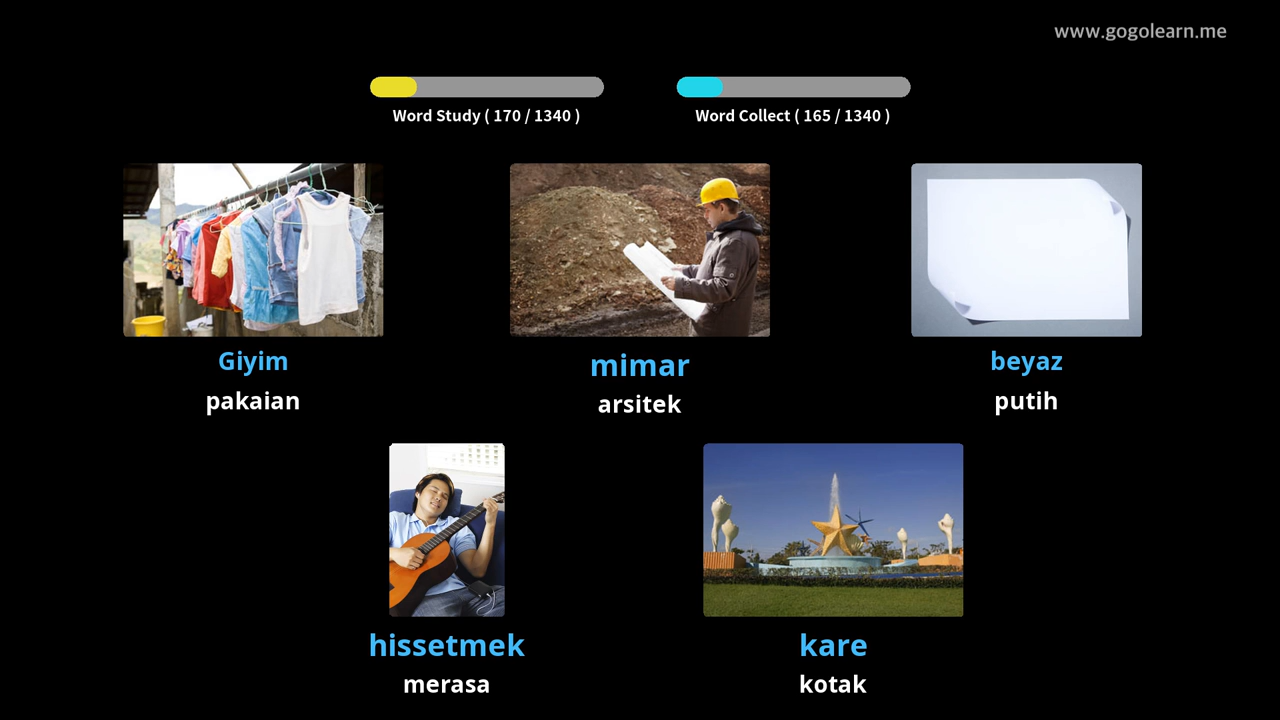 www.gogolearn.me
Word Study ( 170 / 1340 )
Word Collect ( 165 / 1340 )
Giyim
pakaian
mimar
arsitek
beyaz
putih
hissetmek
merasa
kare
kotak